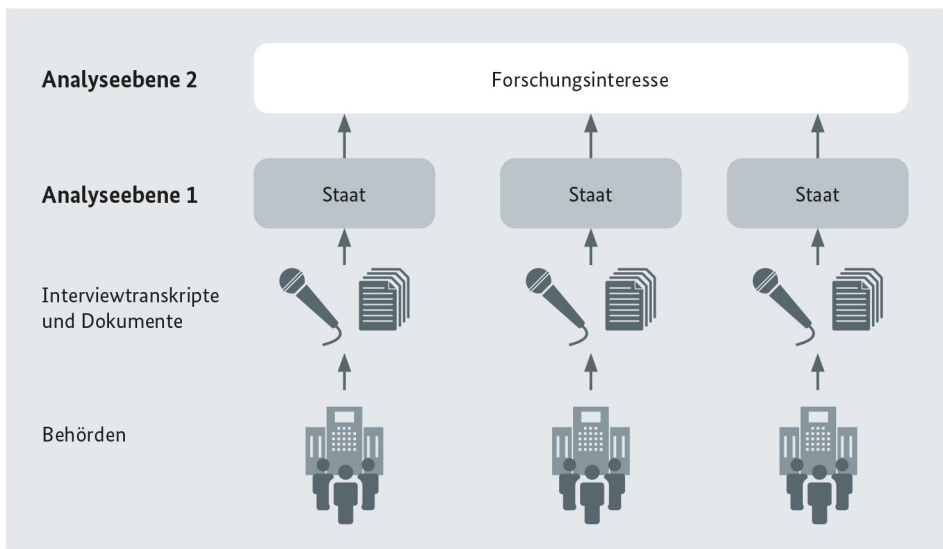 Analyseebene 2
Forschungsinteresse
Analyseebene 1
Staat
Staat
Staat
Interviewtranskripte
und Dokumente
Behörden